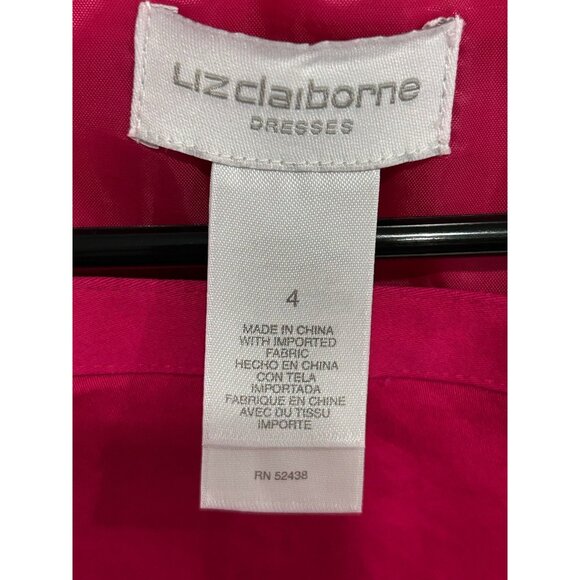 Liz claiborne
DRESSES
4
MADE IN CHINA
WITH IMPORTED
FABRIC
HECHO EN CHINA
CON TELA
IMPORTADA
FABRIQUE EN CHINE
AVEC DU TISSU
IMPORTE
RN 52438